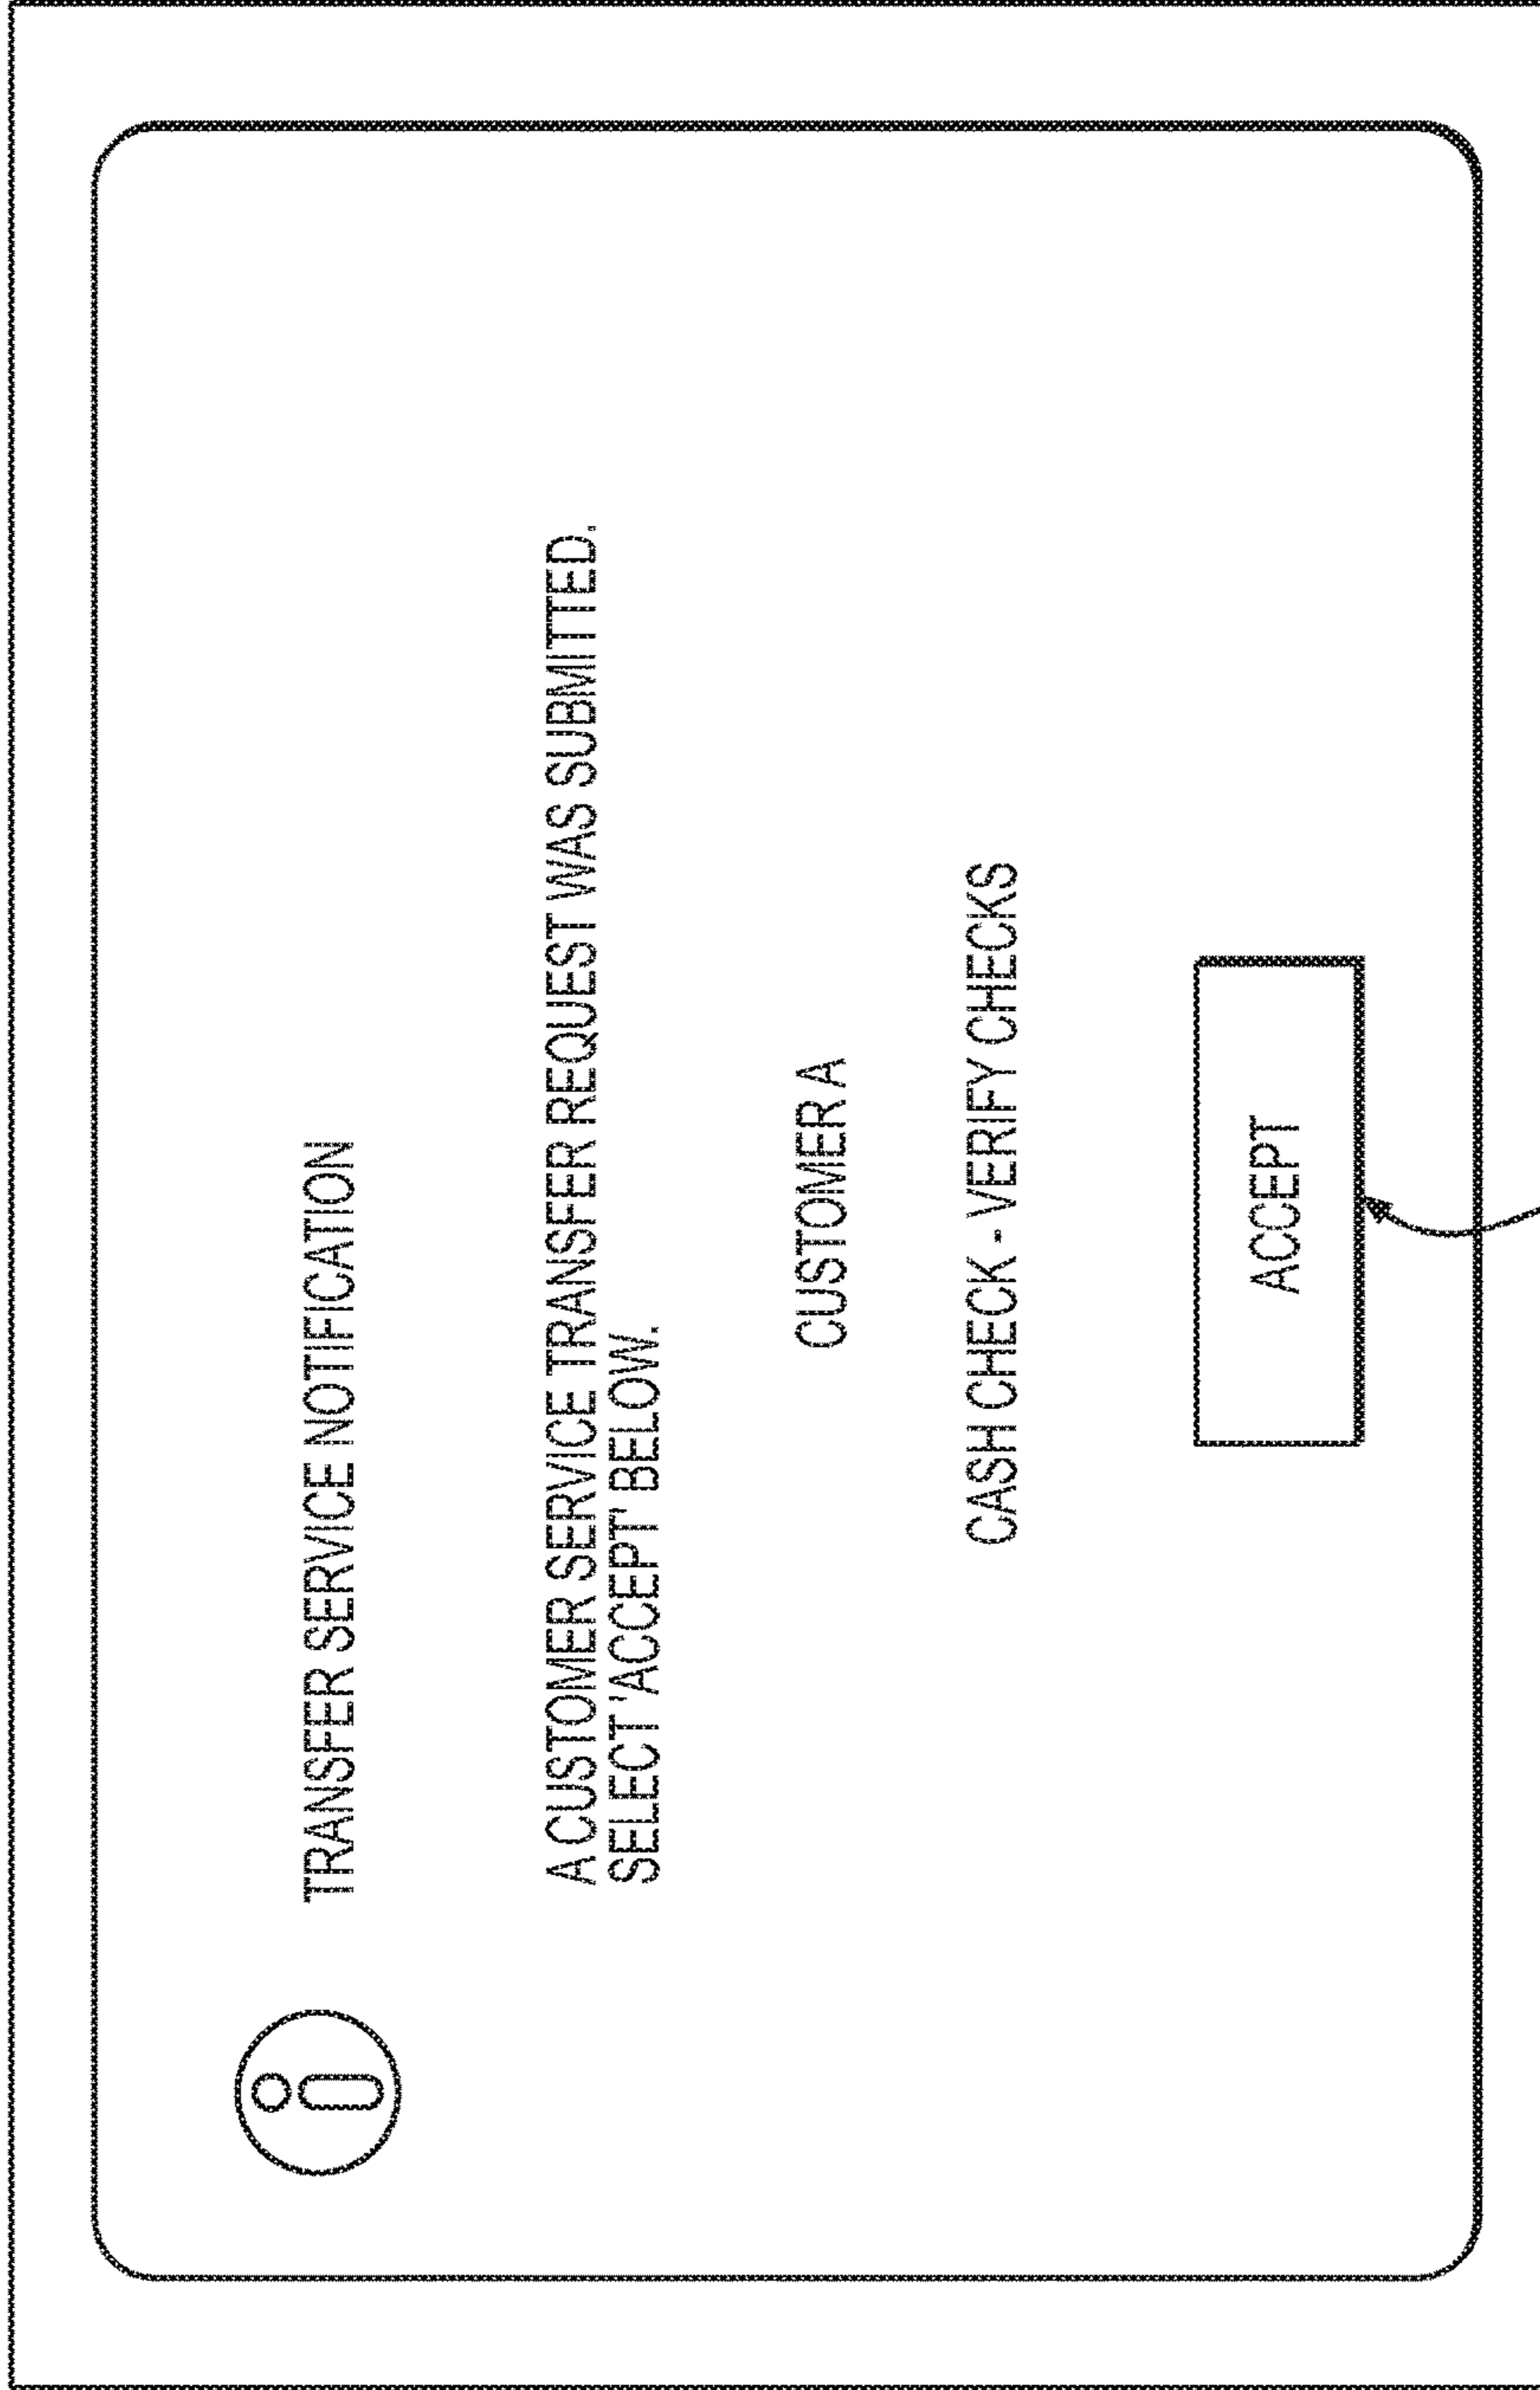 TRANSFER SERVICE NOTIFICATION
A CUSTOMER SERVICE TRANSFER REQUEST WAS SUBMITTED.
SELECT 'ACCEPT' BELOW.
CUSTOMER A
CASH CHECK - VERIFY CHECKS
ACCEPT